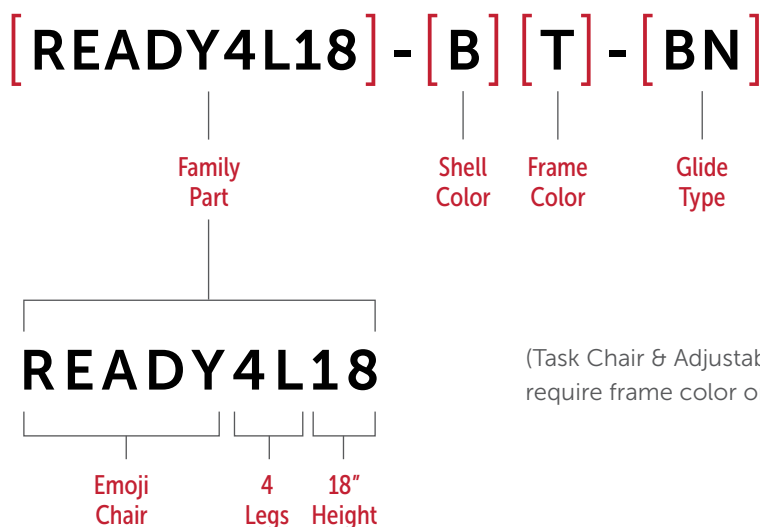 [READY4L18]-[B][T]-[BN]
Family Part
Shell Color
Frame Color
Glide Type
READY4L18
(Task Chair &
require frame color
Emoji Chair
4 Legs
18” Height